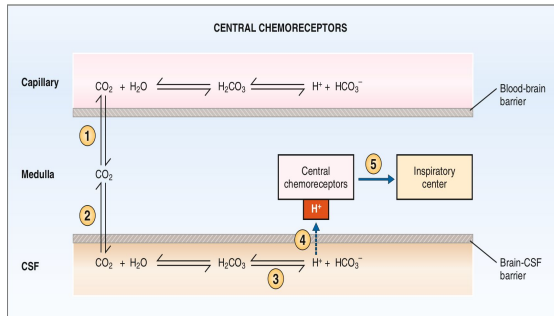 CENTRAL CHEMORECEPTORS
Capillary
CO₂ + H₂O
H₂CO₃
H⁺ + HCO₃⁻
Blood-brain
barrier
1
Medulla
CO₂
Central
chemoreceptors
5
Inspiratory
center
H⁺
2
4
CSF
CO₂ + H₂O
H₂CO₃
3
H⁺ + HCO₃⁻
Brain-CSF
barrier